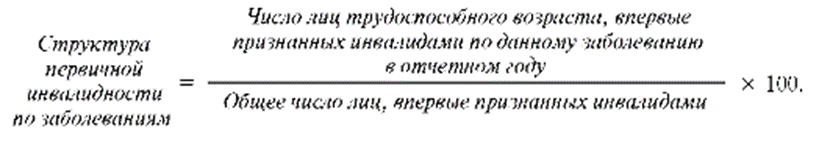 Структура
первичной
инвалидности
по заболеваниям
=
Число лиц трудоспособного возраста, впервые
признанных инвалидами по данному заболеванию
в отчетном году
Общее число лиц, впервые признанных инвалидами
× 100.